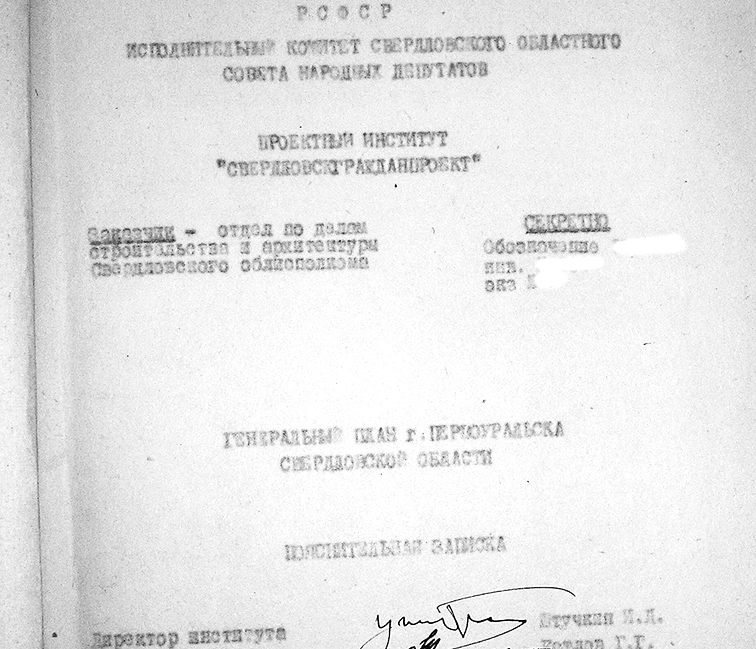 Р С Ф С Р
ИСПОЛНИТЕЛЬНЫЙ КОМИТЕТ СВЕРДЛОВСКОГО ОБЛАСТНОГО
СОВЕТА НАРОДНЫХ ДЕПУТАТОВ
ПРОЕКТНЫЙ ИНСТИТУТ
"СВЕРДЛОВСКГРАЖДАНПРОЕКТ"
Заказчик – отдел по делам
строительства и архитектуры
Свердловского облисполкома
СЕКРЕТНО
Обозначение
инв.
экз
ГЕНЕРАЛЬНЫЙ ПЛАН г.ПЕРВОУРАЛЬСКА
СВЕРДЛОВСКОЙ ОБЛАСТИ
ПОЯСНИТЕЛЬНАЯ ЗАПИСКА
Директор института
Г.Г.